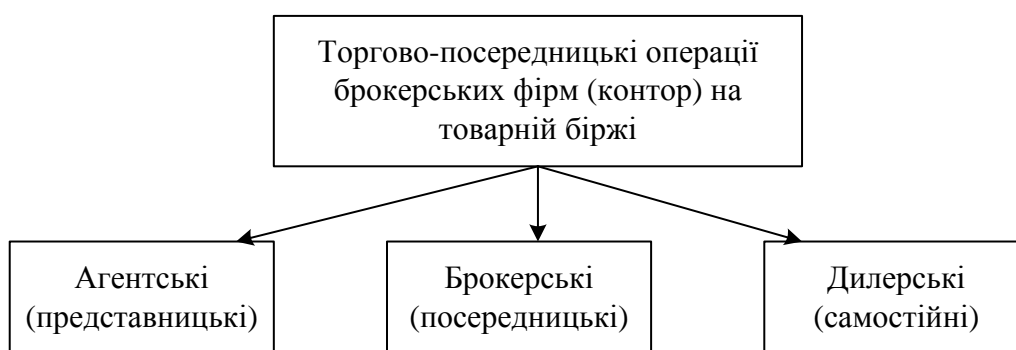 Торгово-посередницькі операції
брокерських фірм (контор) на
товарній біржі
Агентські
(представницькі)
Брокерські
(посередницькі)
Дилерські
(самостійні)